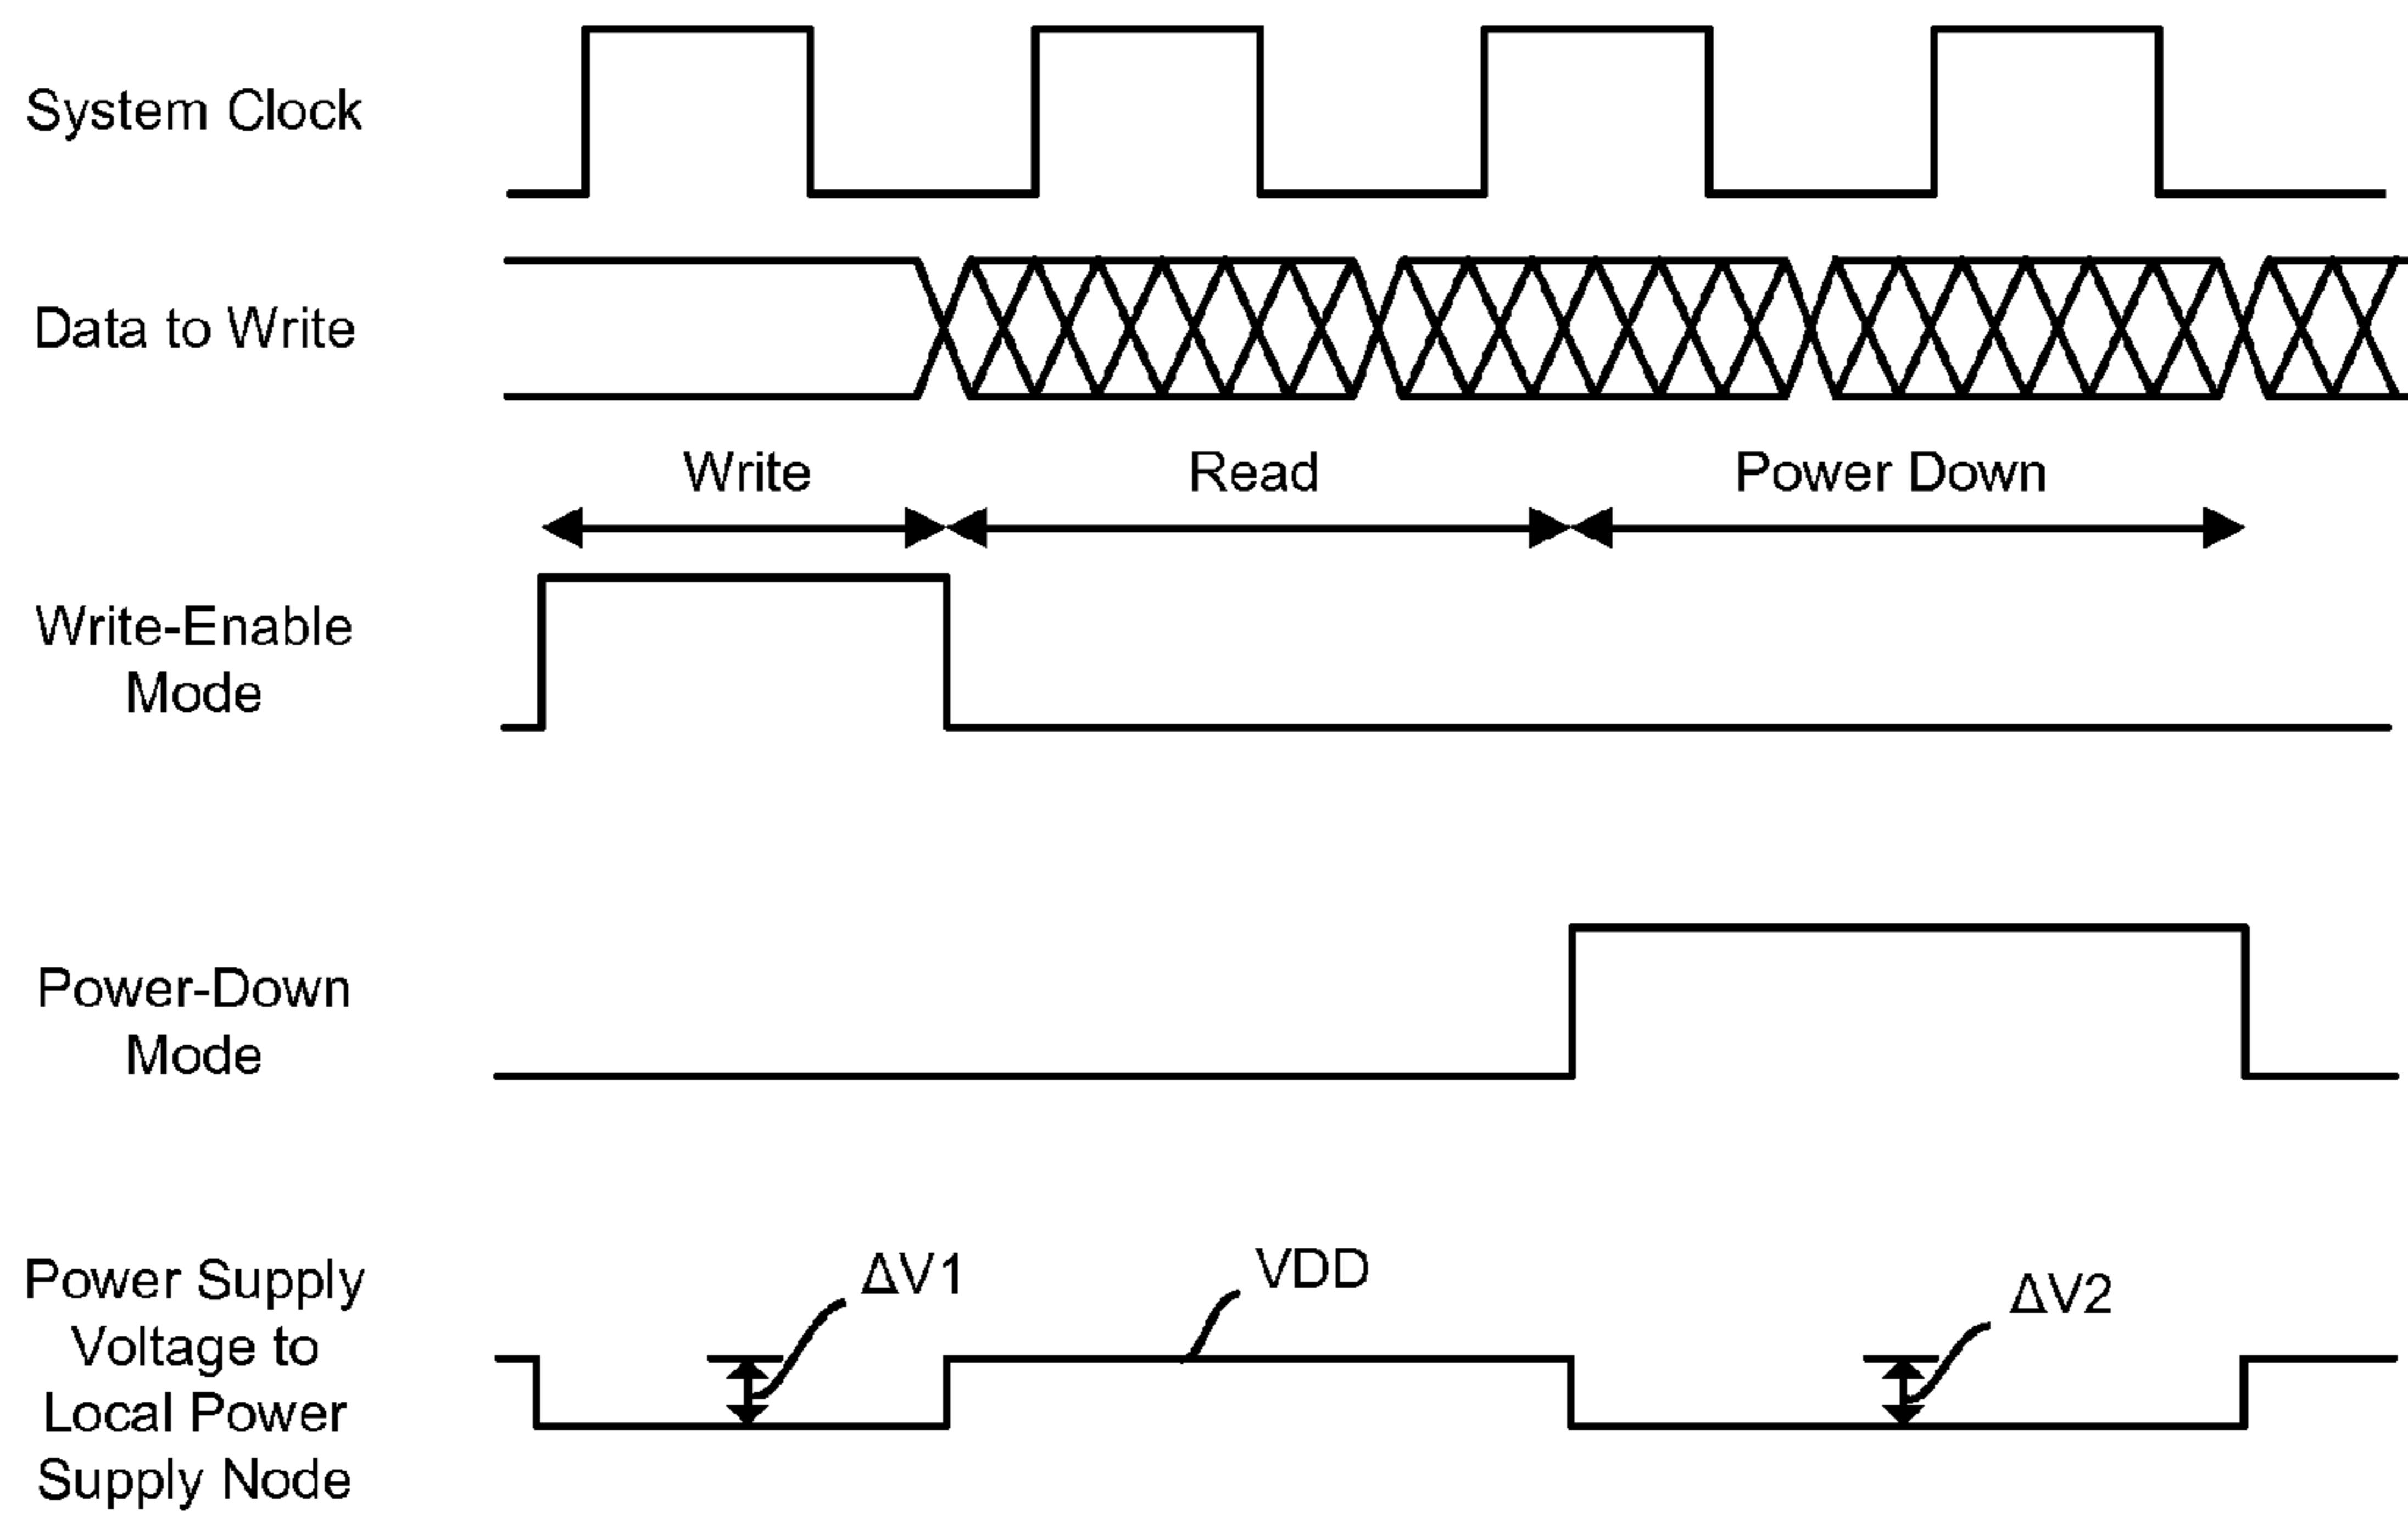 System Clock
Data to Write
Write Read Power Down
Write-Enable
Mode
Power-Down
Mode
Power Supply
Voltage to
Local Power
Supply Node
ΔV1 VDD ΔV2